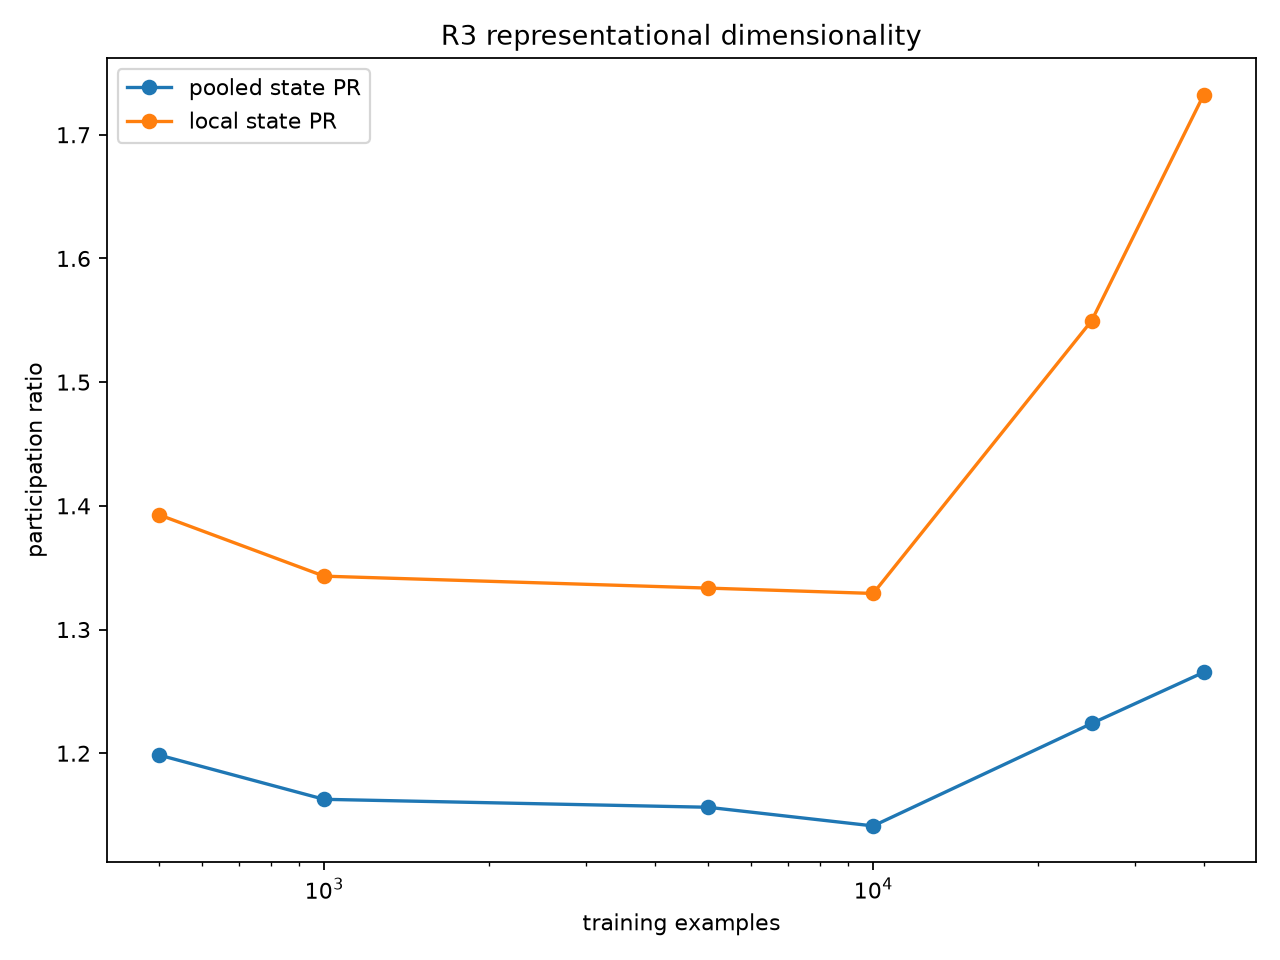 R3 representational dimensionality
pooled state PR
local state PR
participation ratio
1.7
1.6
1.5
1.4
1.3
1.2
10³
10⁴
training examples